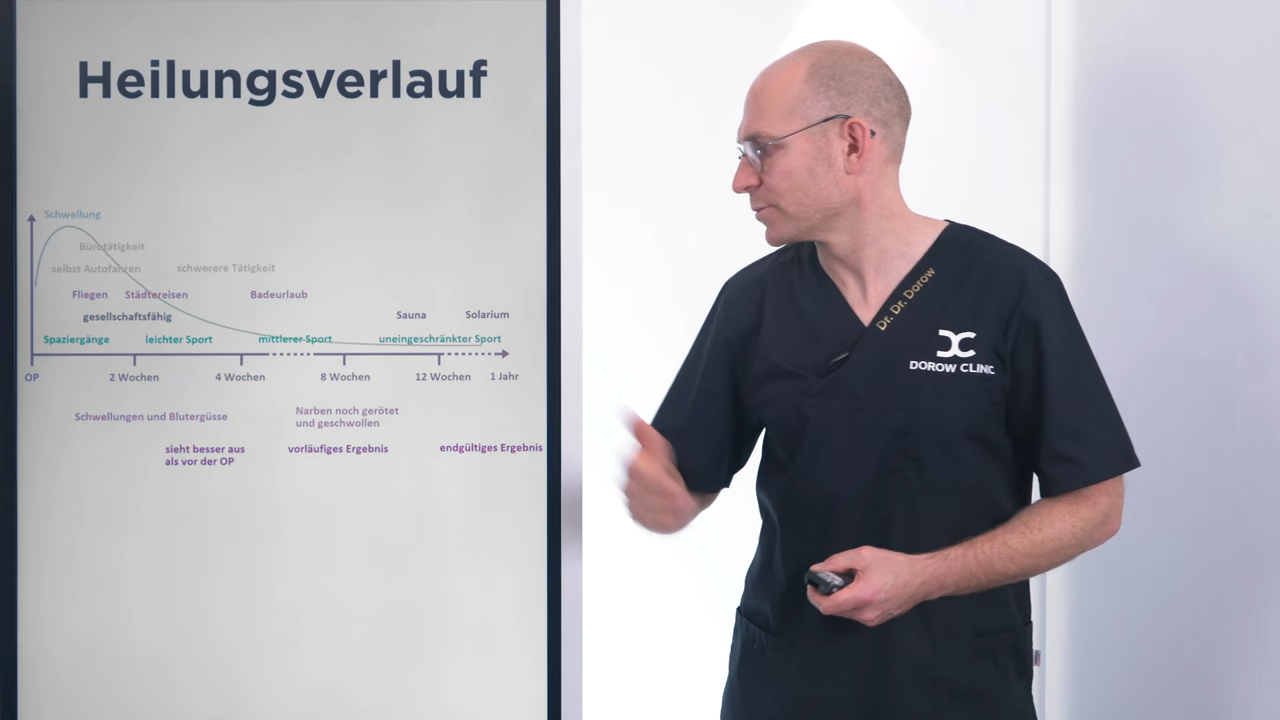 Heilungsverlauf
Schwellung
Bürotätigkeit
selbst Autofahren schwerere Tätigkeit
Fliegen Städtereisen Badeurlaub
gesellschaftsfähig Sauna Solarium
Spaziergänge leichter Sport mittlerer Sport uneingeschränkter Sport
OP 2 Wochen 4 Wochen 8 Wochen 12 Wochen 1 Jahr
Schwellungen und Blutergüsse
Narben noch gerötet
und geschwollen
sieht besser aus
als vor der OP
vorläufiges Ergebnis
endgültiges Ergebnis
Dr. Dr. Dorow
DC
DOROW CLINIC